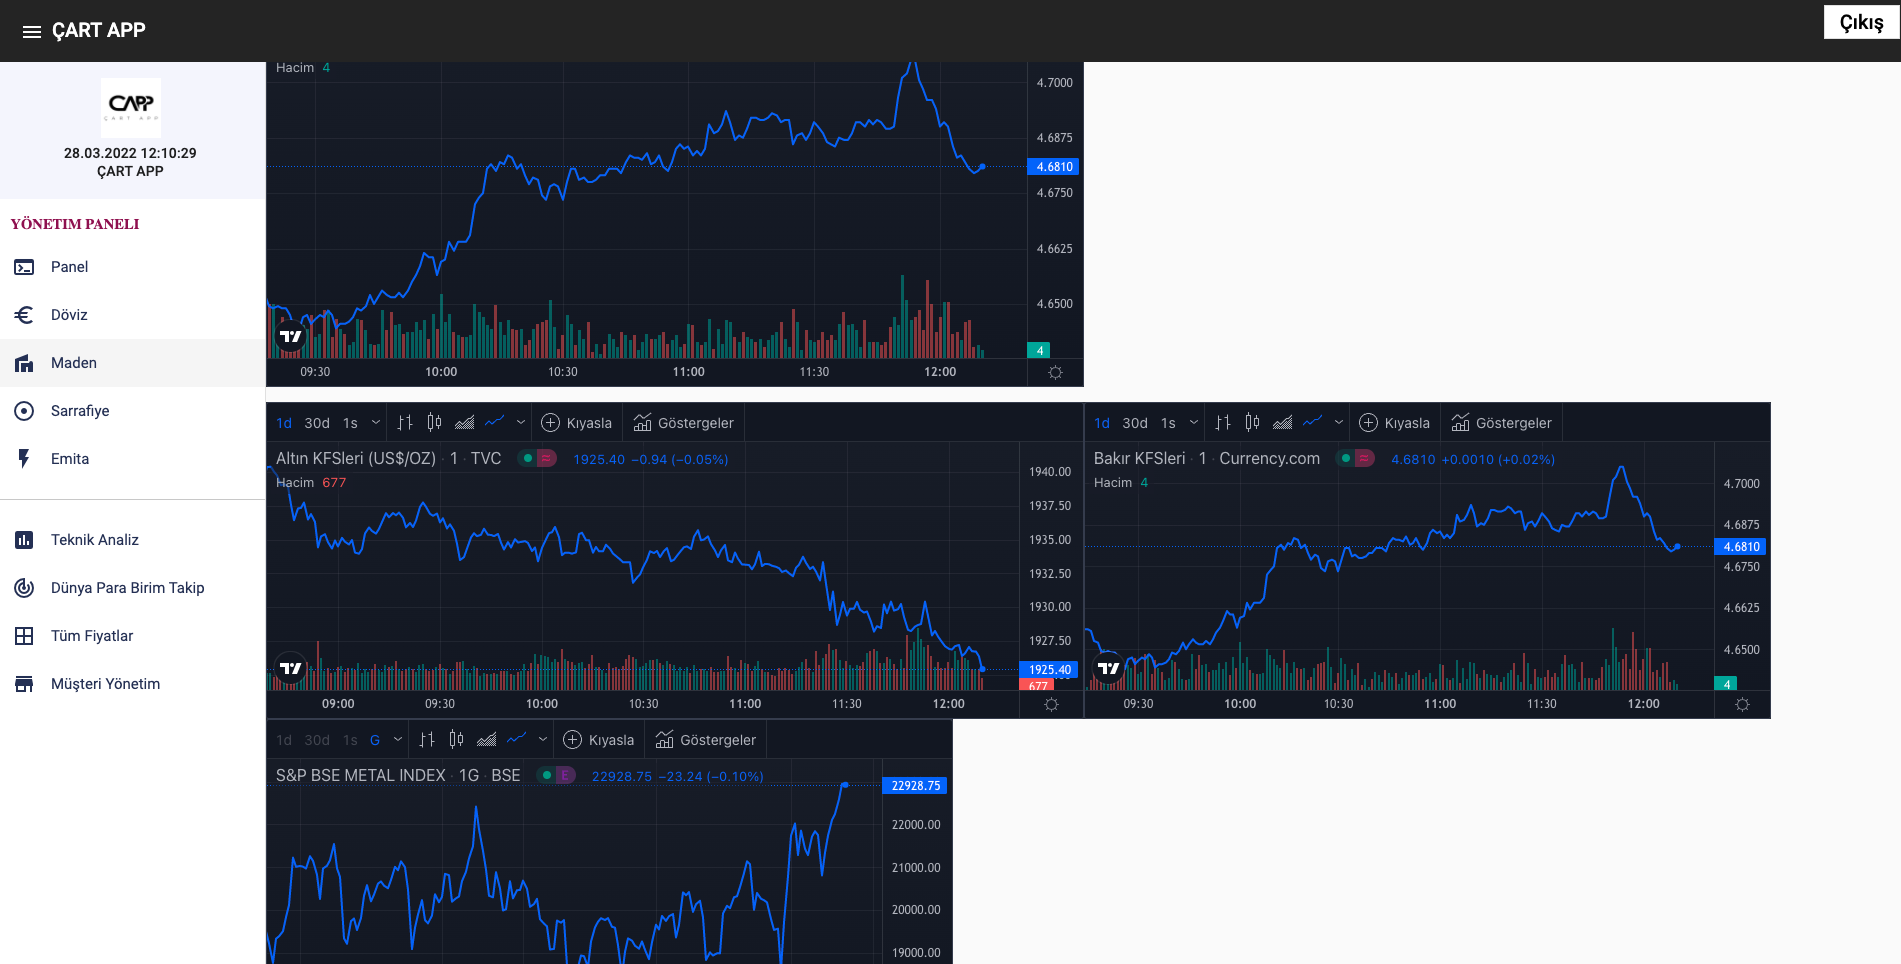 ÇART APP
Çıkış
CAPP
ÇART APP
28.03.2022 12:10:29
ÇART APP
YÖNETIM PANELI
Panel
Döviz
Maden
Sarrafiye
Emita
Teknik Analiz
Dünya Para Birim Takip
Tüm Fiyatlar
Müşteri Yönetim
Hacim 4
4.7000
4.6875
4.6810
4.6750
4.6625
4.6500
4
09:30 10:00 10:30 11:00 11:30 12:00
1d 30d 1s Kıyasla Göstergeler
Altın KFSleri (US$/OZ) · 1 · TVC 1925.40 −0.94 (−0.05%)
Hacim 677
1940.00
1937.50
1935.00
1932.50
1930.00
1927.50
1925.40
677
09:00 09:30 10:00 10:30 11:00 11:30 12:00
1d 30d 1s Kıyasla Göstergeler
Bakır KFSleri · 1 · Currency.com 4.6810 +0.0010 (+0.02%)
Hacim 4
4.7000
4.6875
4.6810
4.6750
4.6625
4.6500
4
09:30 10:00 10:30 11:00 11:30 12:00
1d 30d 1s G Kıyasla Göstergeler
S&P BSE METAL INDEX · 1G · BSE E 22928.75 −23.24 (−0.10%)
22928.75
22000.00
21000.00
20000.00
19000.00